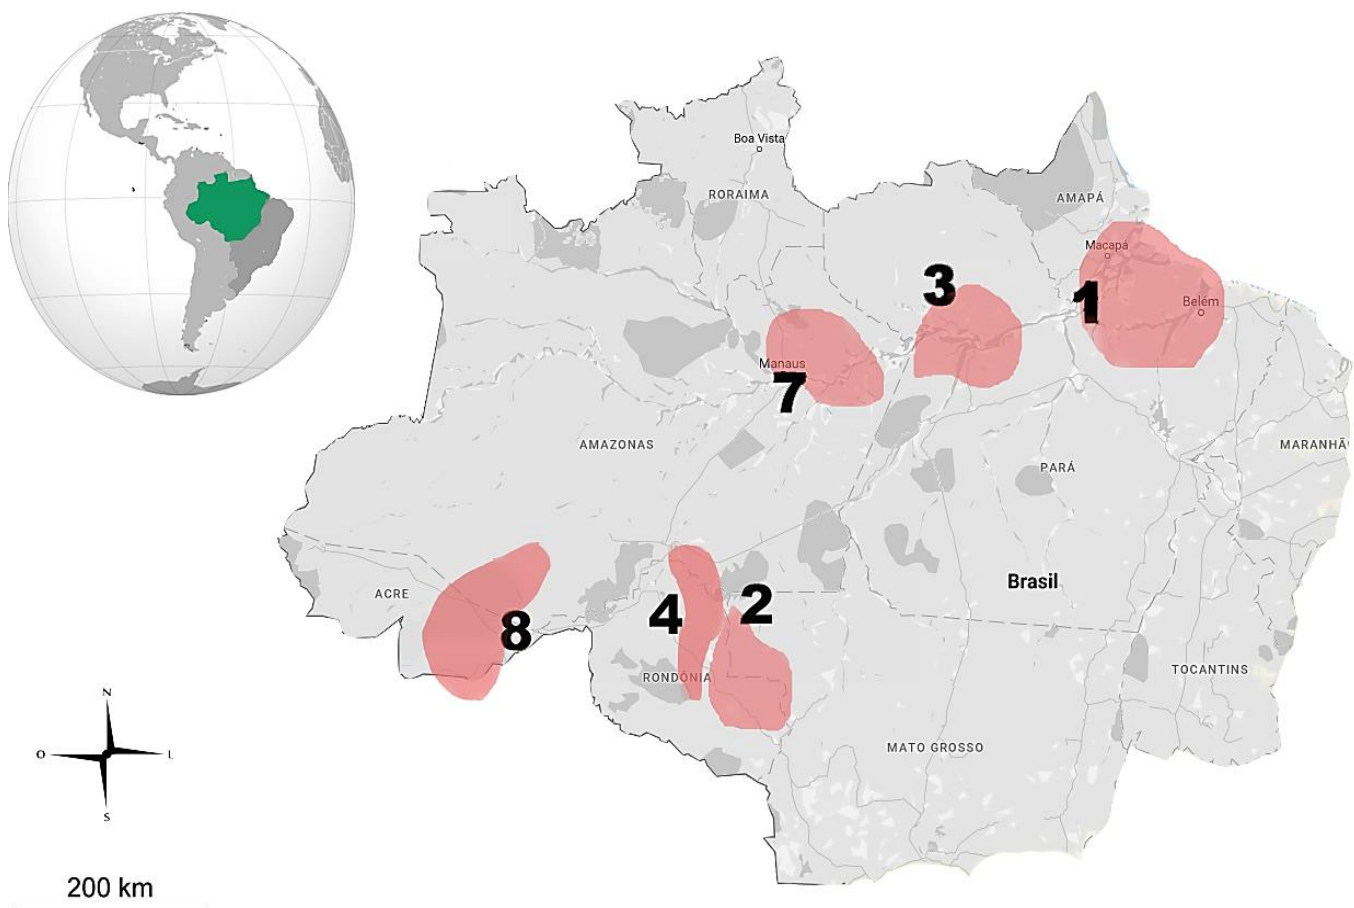 Boa Vista
RORAIMA
AMAPÁ
Macapá
3
1
Belém
Manaus
7
AMAZONAS
MARANHÃ
PARÁ
Brasil
ACRE
4
2
8
RONDÔNIA
TOCANTINS
MATO GROSSO
N
O
L
S
200 km